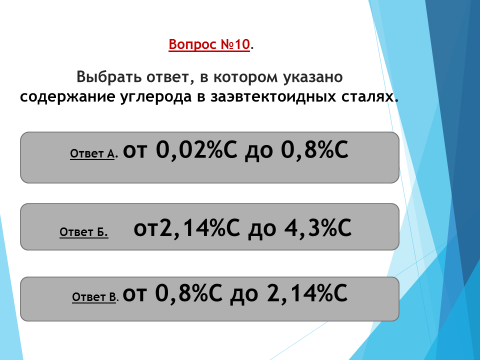 Вопрос №10.
Выбрать ответ, в котором указано
содержание углерода в заэвтектоидных сталях.
Ответ А. от 0,02%С до 0,8%С
Ответ Б. от2,14%С до 4,3%С
Ответ В. от 0,8%С до 2,14%С